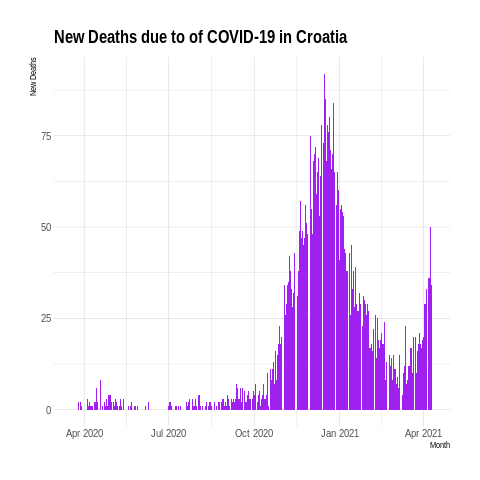 New Deaths due to of COVID-19 in Croatia
New Deaths
75
50
25
0
Apr 2020 Jul 2020 Oct 2020 Jan 2021 Apr 2021
Month